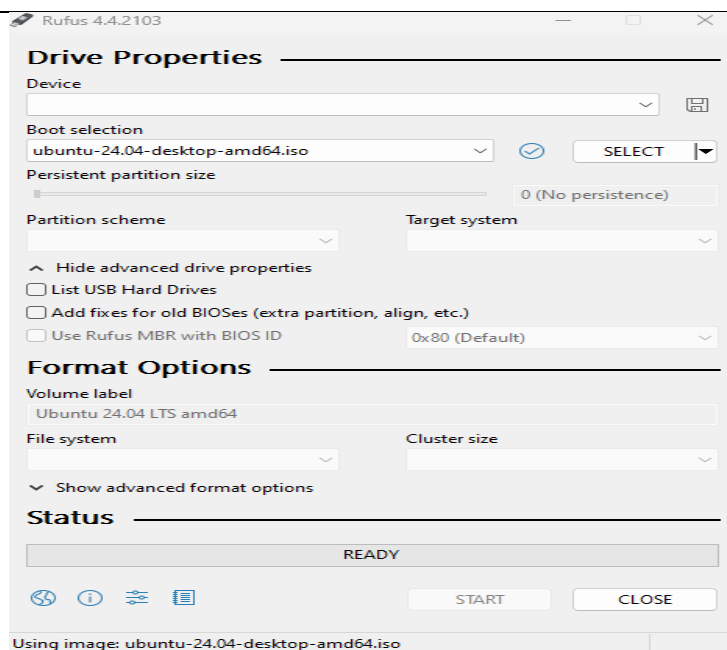 Rufus 4.4.2103
Drive Properties
Device
Boot selection
ubuntu-24.04-desktop-amd64.iso
SELECT
Persistent partition size
0 (No persistence)
Partition scheme Target system
Hide advanced drive properties
List USB Hard Drives
Add fixes for old BIOSes (extra partition, align, etc.)
Use Rufus MBR with BIOS ID 0x80 (Default)
Format Options
Volume label
Ubuntu 24.04 LTS amd64
File system Cluster size
Show advanced format options
Status
READY
START CLOSE
Using image: ubuntu-24.04-desktop-amd64.iso